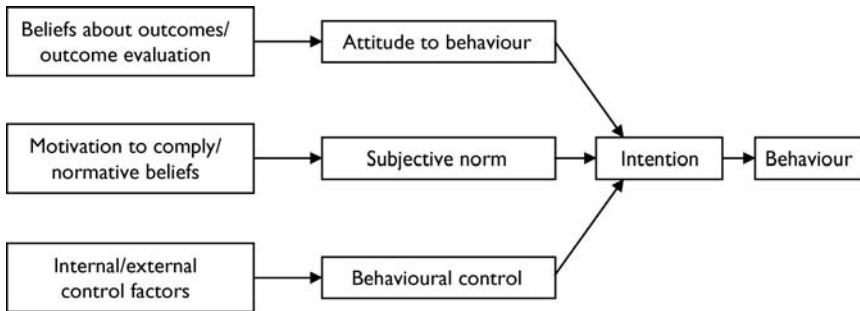 Beliefs about outcomes/
outcome evaluation
Attitude to behaviour
Motivation to comply/
normative beliefs
Subjective norm
Intention
Behaviour
Internal/external
control factors
Behavioural control